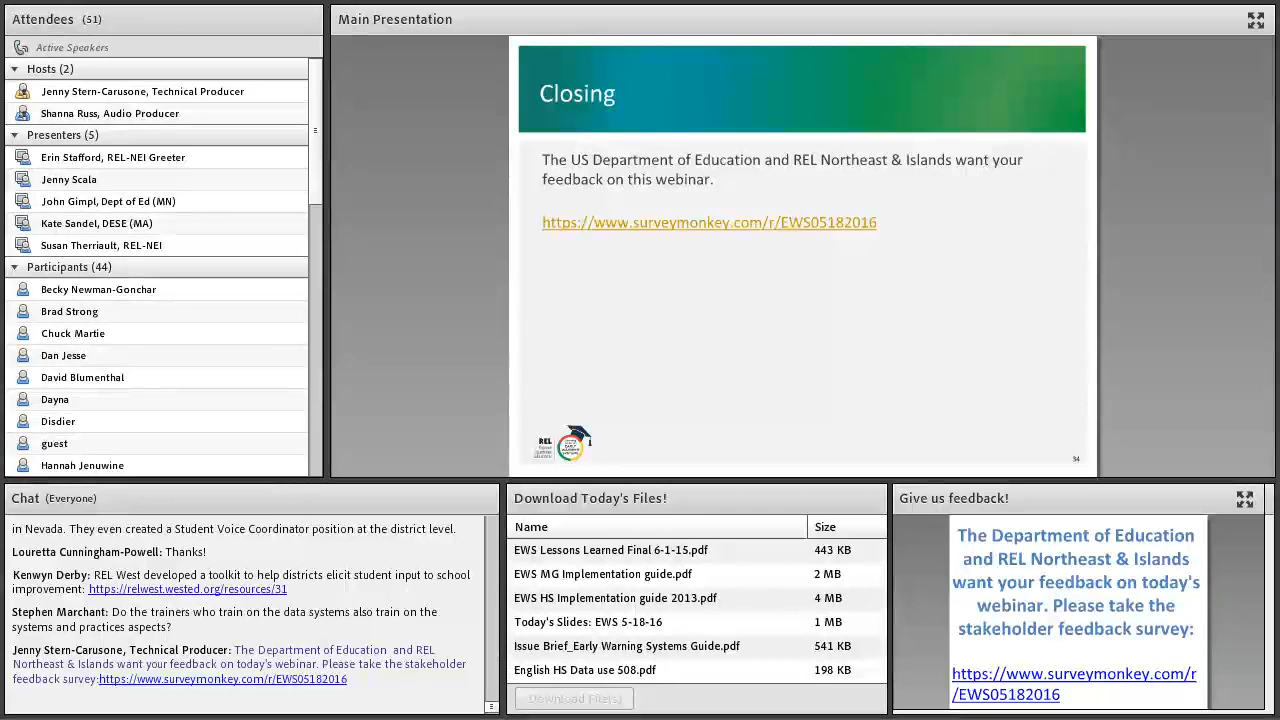 Attendees (51)
Active Speakers
Hosts (2)
Jenny Stern-Carusone, Technical Producer
Shanna Russ, Audio Producer
Presenters (5)
Erin Stafford, REL-NEI Greeter
Jenny Scala
John Gimpl, Dept of Ed (MN)
Kate Sandel, DESE (MA)
Susan Therriault, REL-NEI
Participants (44)
Becky Newman-Gonchar
Brad Strong
Chuck Martie
Dan Jesse
David Blumenthal
Dayna
Disdier
guest
Hannah Jenuwine
Main Presentation
Closing
The US Department of Education and REL Northeast & Islands want your
feedback on this webinar.
https://www.surveymonkey.com/r/EWS05182016
REL
34
Chat (Everyone)
in Nevada. They even created a Student Voice Coordinator position at the district level.
Louretta Cunningham-Powell: Thanks!
Kenwyn Derby: REL West developed a toolkit to help districts elicit student input to school
improvement: https://relwest.wested.org/resources/31
Stephen Marchant: Do the trainers who train on the data systems also train on the
systems and practices aspects?
Jenny Stern-Carusone, Technical Producer: The Department of Education and REL
Northeast & Islands want your feedback on today's webinar. Please take the stakeholder
feedback survey:https://www.surveymonkey.com/r/EWS05182016
Download Today's Files!
Name Size
EWS Lessons Learned Final 6-1-15.pdf 443 KB
EWS MG Implementation guide.pdf 2 MB
EWS HS Implementation guide 2013.pdf 4 MB
Today's Slides: EWS 5-18-16 1 MB
Issue Brief_Early Warning Systems Guide.pdf 541 KB
English HS Data use 508.pdf 198 KB
Download File(s)
Give us feedback!
The Department of Education
and REL Northeast & Islands
want your feedback on today's
webinar. Please take the
stakeholder feedback survey:
https://www.surveymonkey.com/r
/EWS05182016